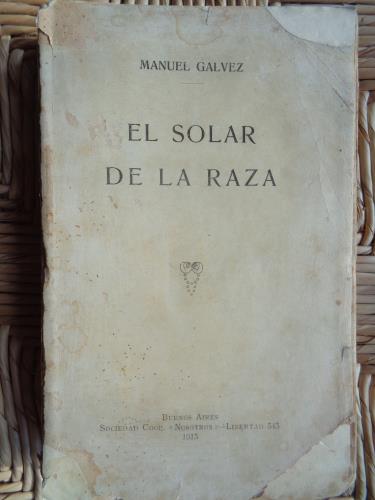 MANUEL GALVEZ
EL SOLAR
DE LA RAZA
BUENOS AIRES
SOCIEDAD COOP. «NOSOTROS»–LIBERTAD 543
1913